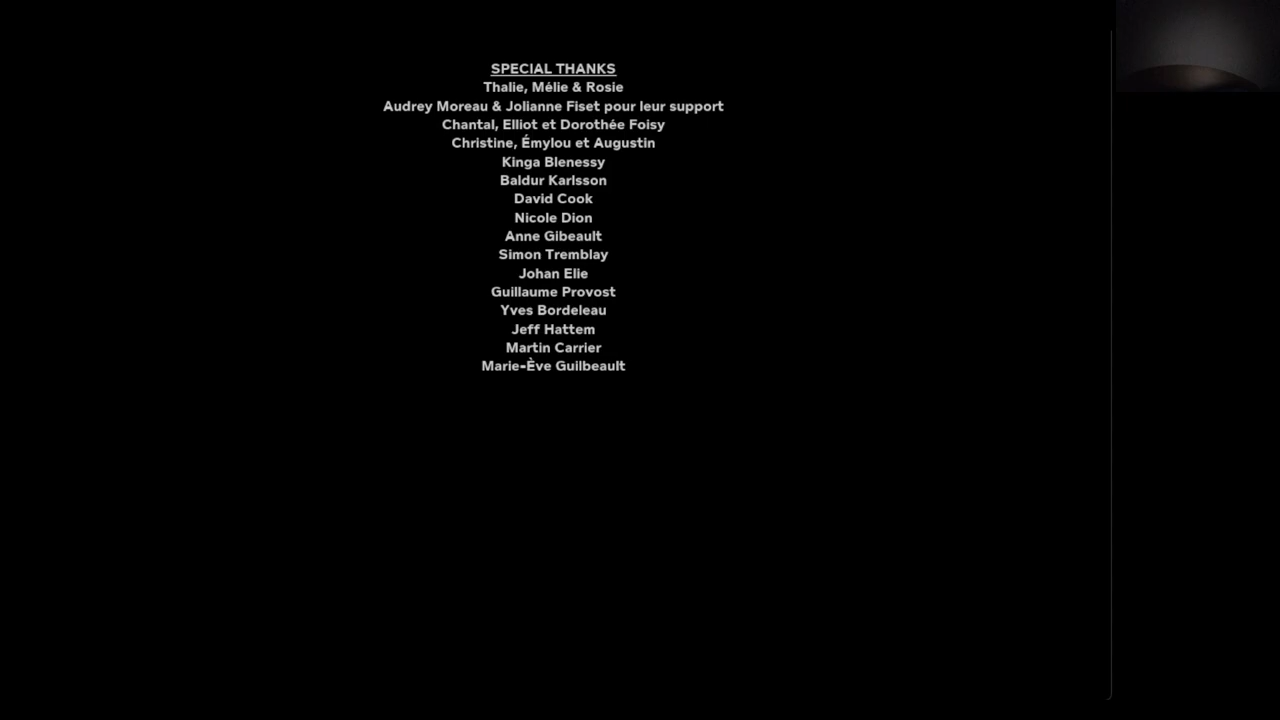 SPECIAL THANKS
Thalie, Mélie & Rosie
Audrey Moreau & Jolianne Fiset pour leur support
Chantal, Elliot et Dorothée Foisy
Christine, Émylou et Augustin
Kinga Blenessy
Baldur Karlsson
David Cook
Nicole Dion
Anne Gibeault
Simon Tremblay
Johan Elie
Guillaume Provost
Yves Bordeleau
Jeff Hattem
Martin Carrier
Marie-Ève Guilbeault